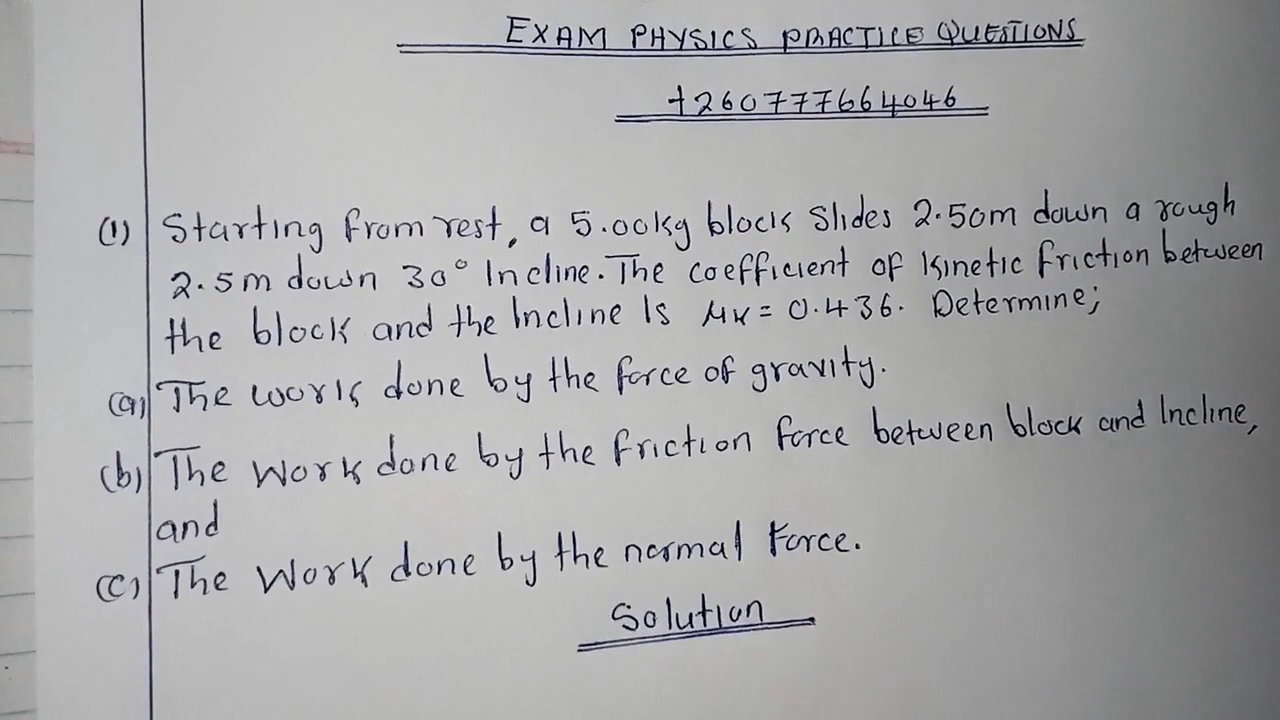 EXAM PHYSICS PRACTICE QUESTIONS
+260777664046
(1) Starting from rest, a 5.00kg block slides 2.50m down a rough
2.5m down 30° Incline. The coefficient of kinetic friction between
the block and the Incline Is μk = 0.436. Determine;
(a) The work done by the force of gravity.
(b) The Work done by the friction force between block and Incline,
and
(c) The Work done by the normal Force.
Solution